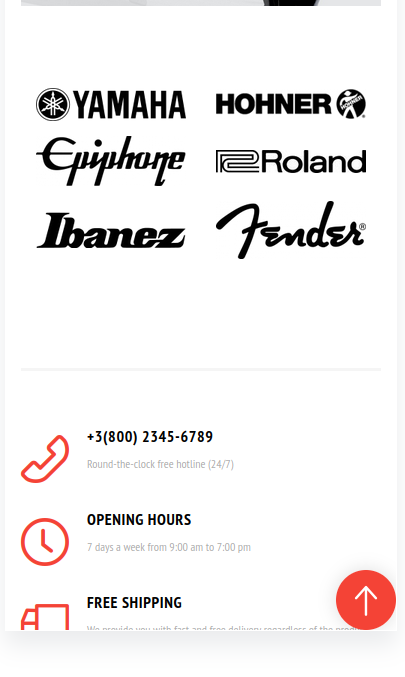 YAMAHA HOHNER
Epiphone Roland
Ibanez Fender®
+3(800) 2345-6789
Round-the-clock free hotline (24/7)
OPENING HOURS
7 days a week from 9:00 am to 7:00 pm
FREE SHIPPING
We provide you with fast and free delivery regardless of the